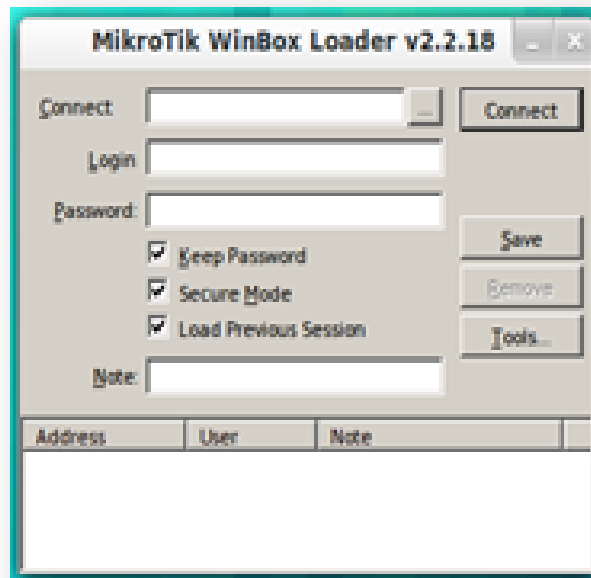 MikroTik WinBox Loader v2.2.18
Connect ... Connect
Login
Password:
Keep Password Save
Secure Mode Remove
Load Previous Session Tools...
Note:
Address User Note